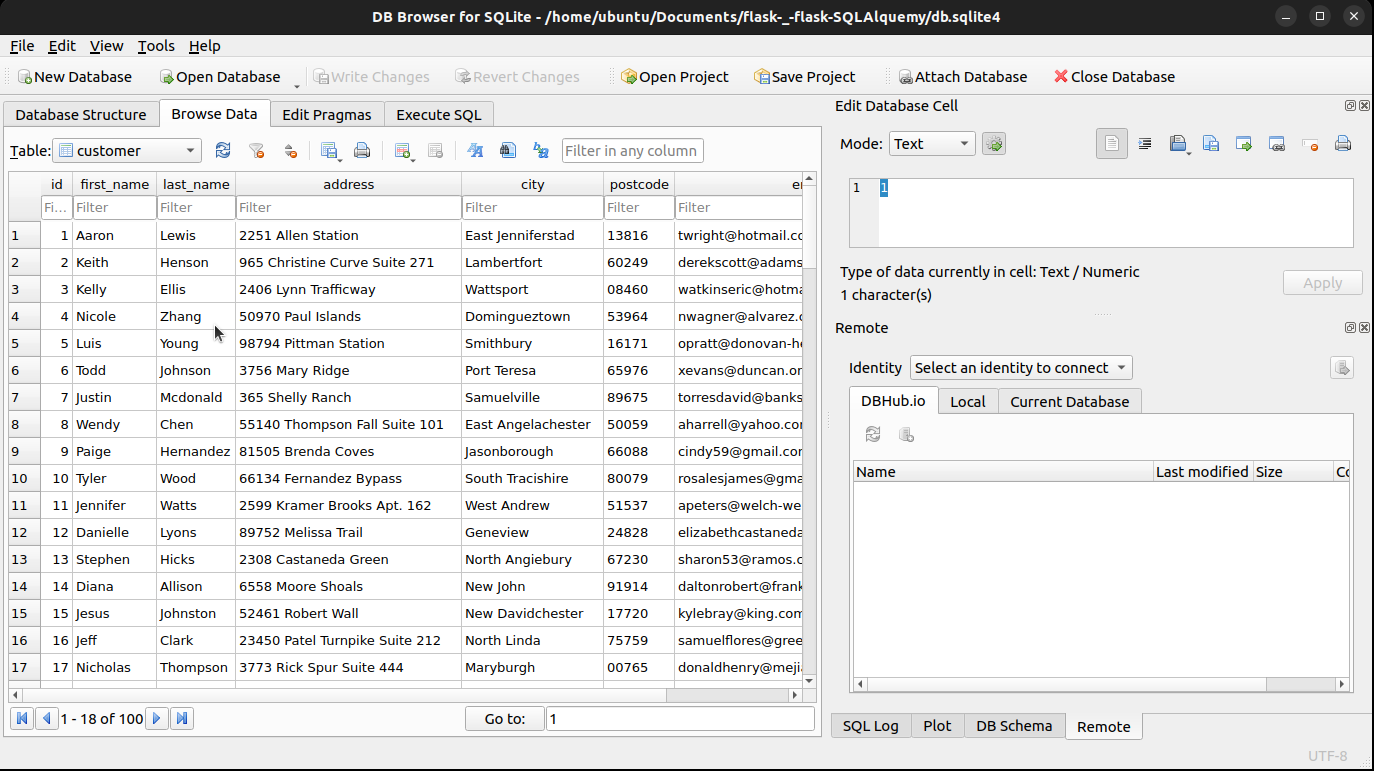 DB Browser for SQLite - /home/ubuntu/Documents/flask-_-flask-SQLAlquemy/db.sqlite4
File Edit View Tools Help
New Database Open Database Write Changes Revert Changes Open Project Save Project Attach Database Close Database
Database Structure Browse Data Edit Pragmas Execute SQL
Table: customer Filter in any column
id first_name last_name address city postcode
Fi... Filter Filter Filter Filter Filter Filter
1 1 Aaron Lewis 2251 Allen Station East Jenniferstad 13816 twright@hotmail.co
2 2 Keith Henson 965 Christine Curve Suite 271 Lambertfort 60249 derekscott@adams
3 3 Kelly Ellis 2406 Lynn Trafficway Wattsport 08460 watkinseric@hotma
4 4 Nicole Zhang 50970 Paul Islands Domingueztown 53964 nwagner@alvarez.c
5 5 Luis Young 98794 Pittman Station Smithbury 16171 opratt@donovan-he
6 6 Todd Johnson 3756 Mary Ridge Port Teresa 65976 xevans@duncan.or
7 7 Justin Mcdonald 365 Shelly Ranch Samuelville 89675 torresdavid@banks
8 8 Wendy Chen 55140 Thompson Fall Suite 101 East Angelachester 50059 aharrell@yahoo.cor
9 9 Paige Hernandez 81505 Brenda Coves Jasonborough 66088 cindy59@gmail.cor
10 10 Tyler Wood 66134 Fernandez Bypass South Tracishire 80079 rosalesjames@gma
11 11 Jennifer Watts 2599 Kramer Brooks Apt. 162 West Andrew 51537 apeters@welch-we
12 12 Danielle Lyons 89752 Melissa Trail Geneview 24828 elizabethcastaneda
13 13 Stephen Hicks 2308 Castaneda Green North Angiebury 67230 sharon53@ramos.c
14 14 Diana Allison 6558 Moore Shoals New John 91914 daltonrobert@frank
15 15 Jesus Johnston 52461 Robert Wall New Davidchester 17720 kylebray@king.com
16 16 Jeff Clark 23450 Patel Turnpike Suite 212 North Linda 75759 samuelflores@gree
17 17 Nicholas Thompson 3773 Rick Spur Suite 444 Maryburgh 00765 donaldhenry@meji
1 - 18 of 100 Go to: 1
Edit Database Cell
Mode: Text
1 1
Type of data currently in cell: Text / Numeric
1 character(s)
Apply
Remote
Identity Select an identity to connect
DBHub.io Local Current Database
Name Last modified Size Co
SQL Log Plot DB Schema Remote
UTF-8